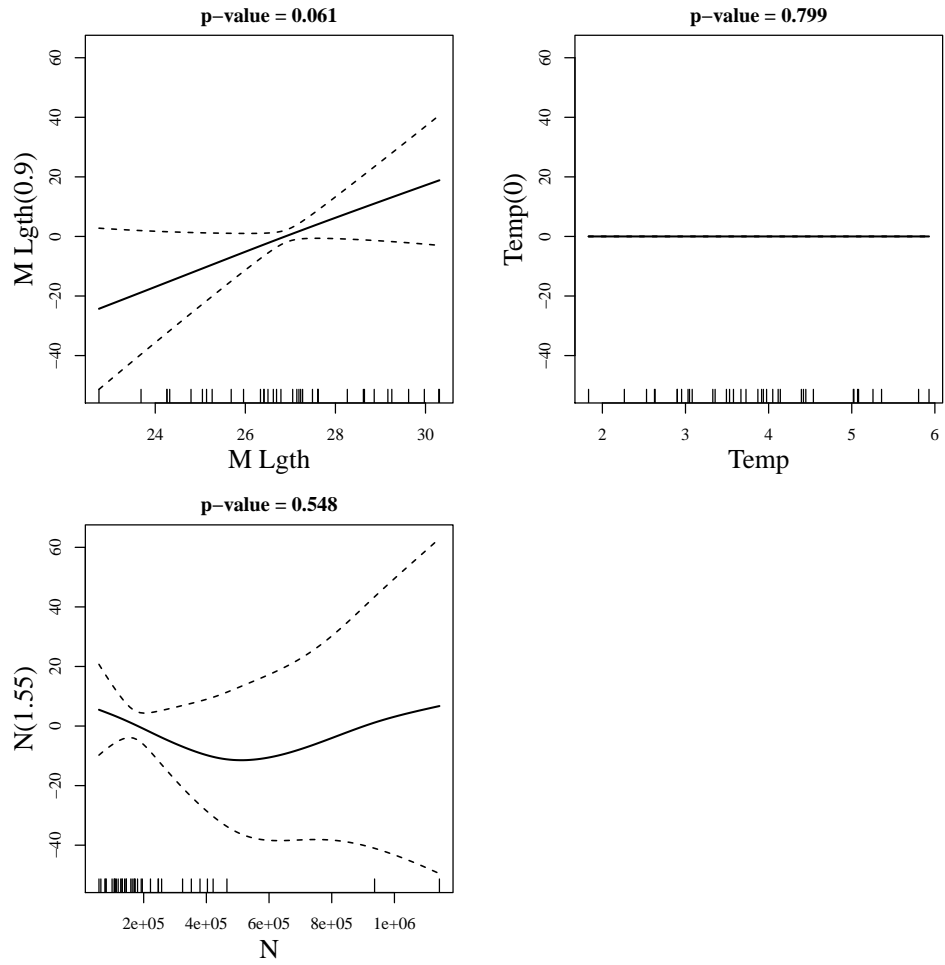 p−value = 0.061
M Lgth(0.9)
60
40
20
0
−20
−40
24 26 28 30
M Lgth
p−value = 0.799
Temp(0)
60
40
20
0
−20
−40
2 3 4 5 6
Temp
p−value = 0.548
N(1.55)
60
40
20
0
−20
−40
2e+05 4e+05 6e+05 8e+05 1e+06
N